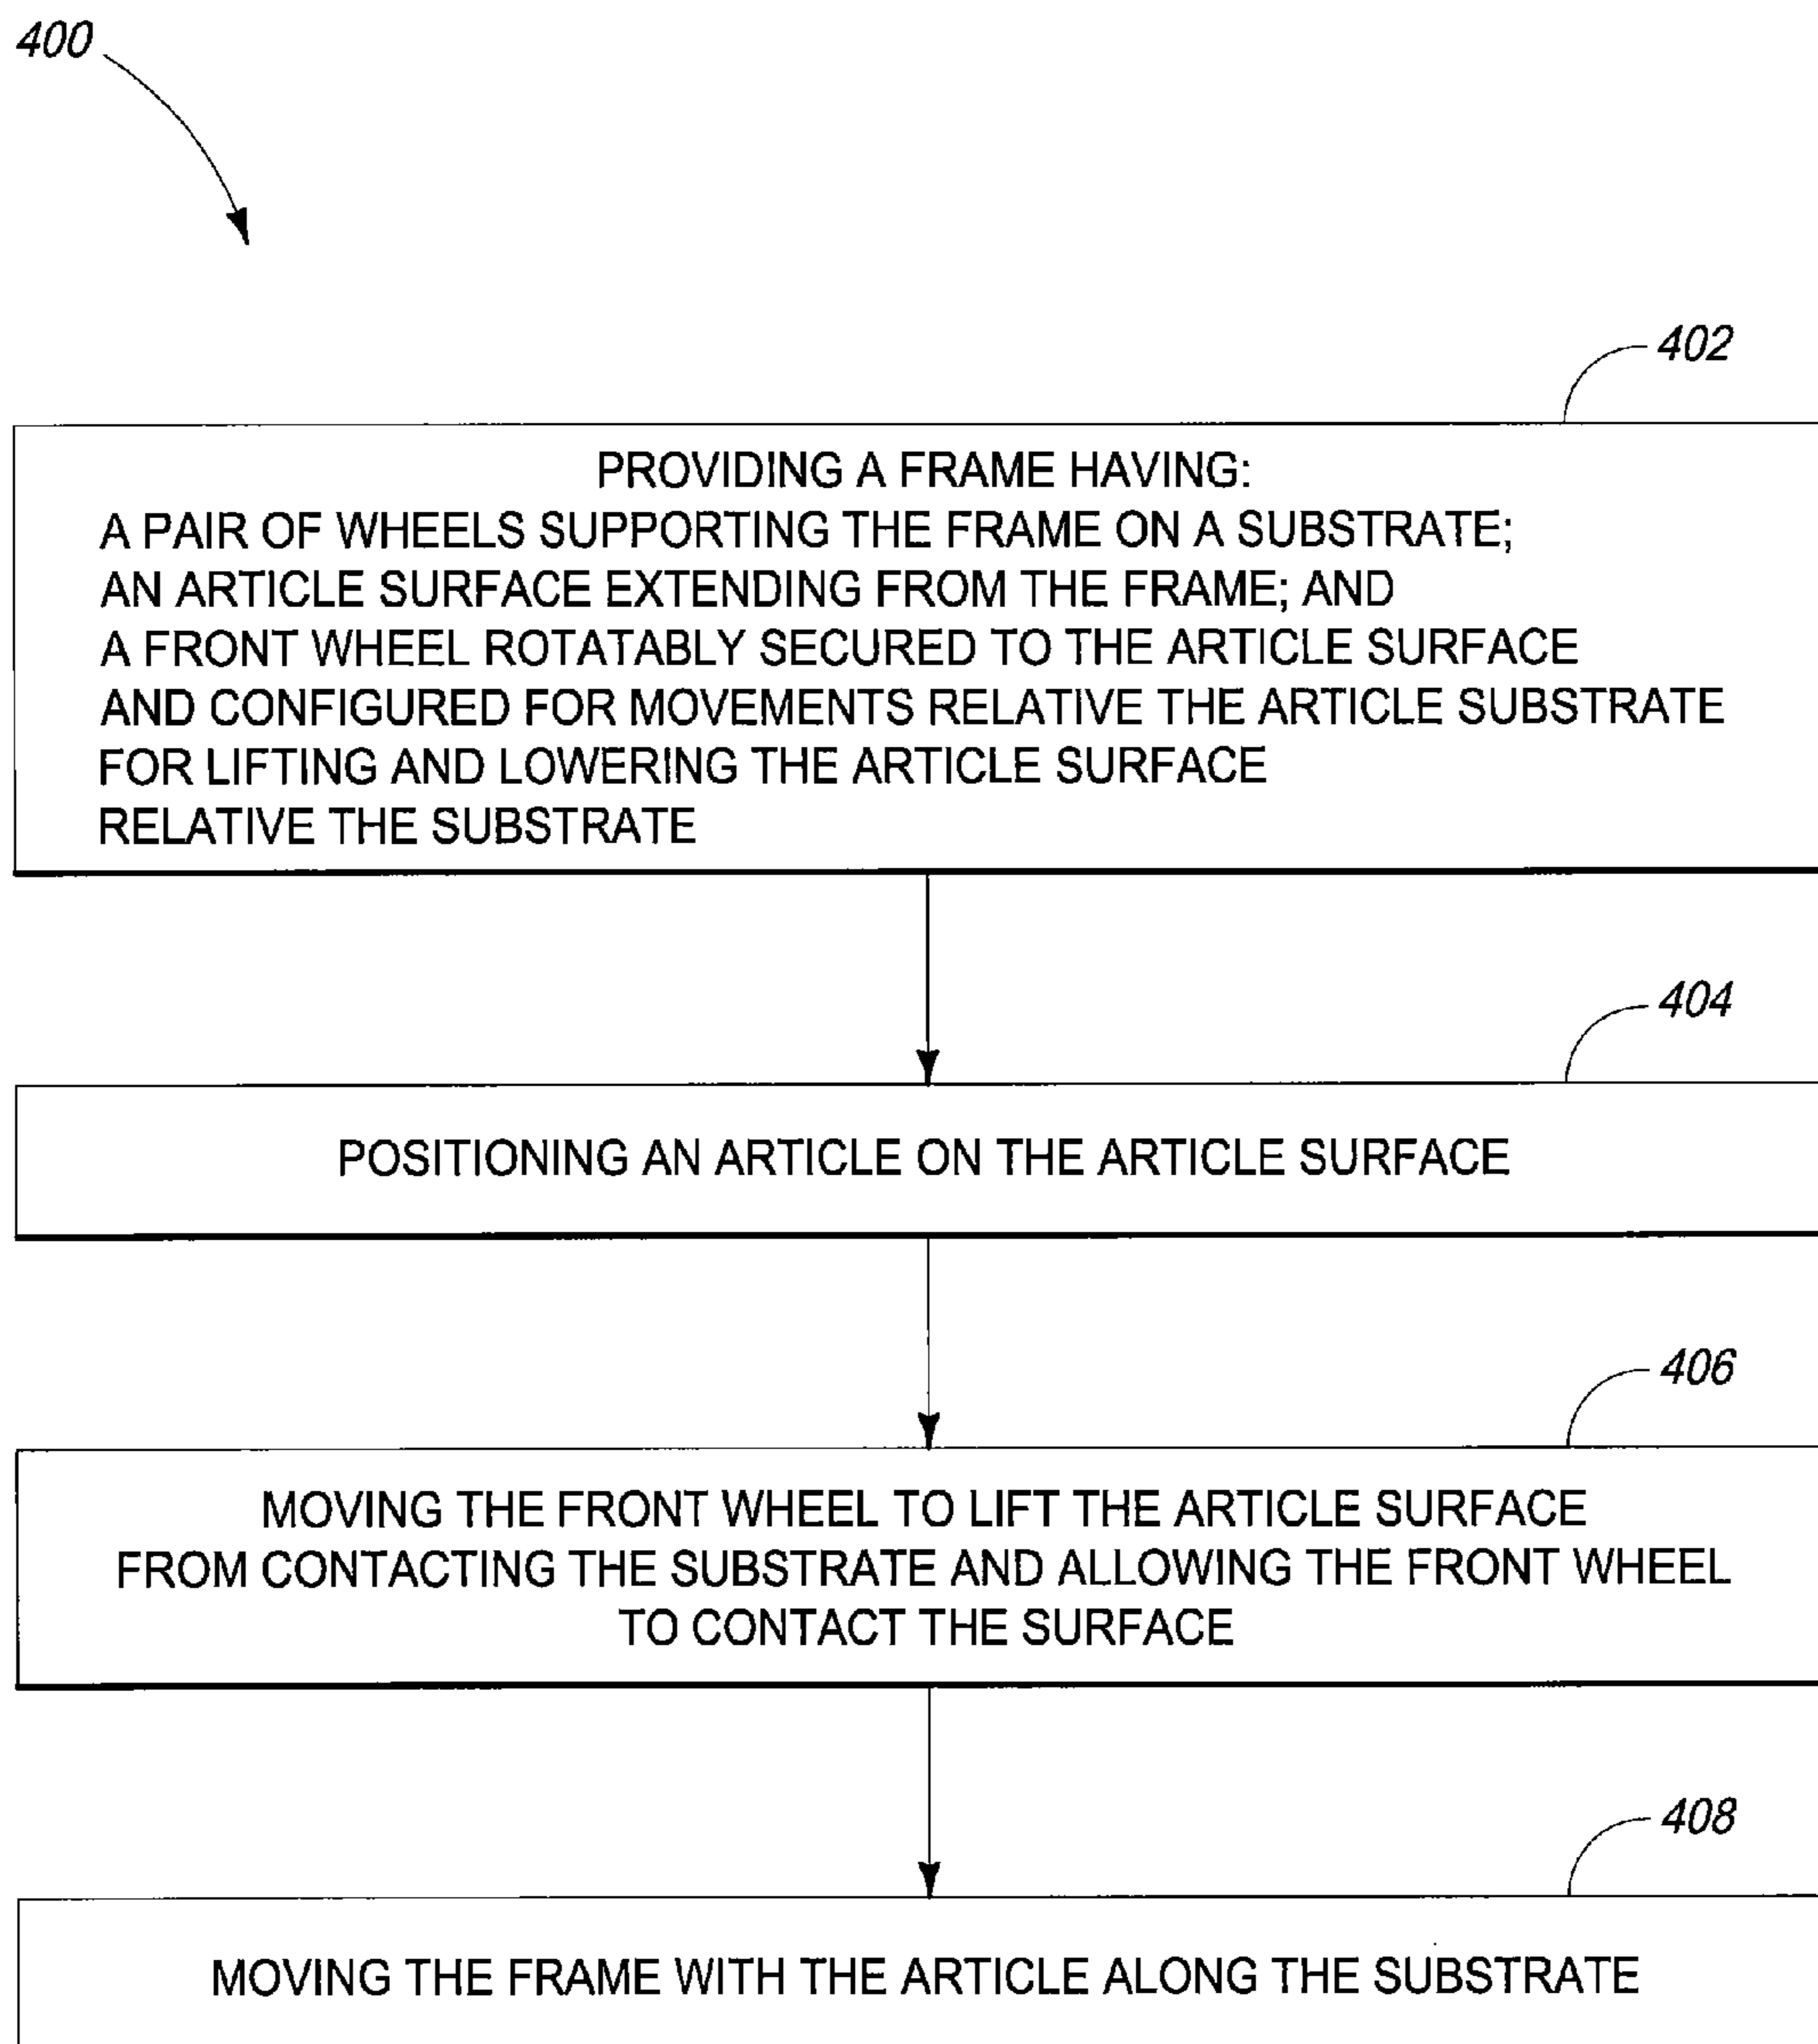 400
402
PROVIDING A FRAME HAVING:
A PAIR OF WHEELS SUPPORTING THE FRAME ON A SUBSTRATE;
AN ARTICLE SURFACE EXTENDING FROM THE FRAME; AND
A FRONT WHEEL ROTATABLY SECURED TO THE ARTICLE SURFACE
AND CONFIGURED FOR MOVEMENTS RELATIVE THE ARTICLE SUBSTRATE
FOR LIFTING AND LOWERING THE ARTICLE SURFACE
RELATIVE THE SUBSTRATE
404
POSITIONING AN ARTICLE ON THE ARTICLE SURFACE
406
MOVING THE FRONT WHEEL TO LIFT THE ARTICLE SURFACE
FROM CONTACTING THE SUBSTRATE AND ALLOWING THE FRONT WHEEL
TO CONTACT THE SURFACE
408
MOVING THE FRAME WITH THE ARTICLE ALONG THE SUBSTRATE